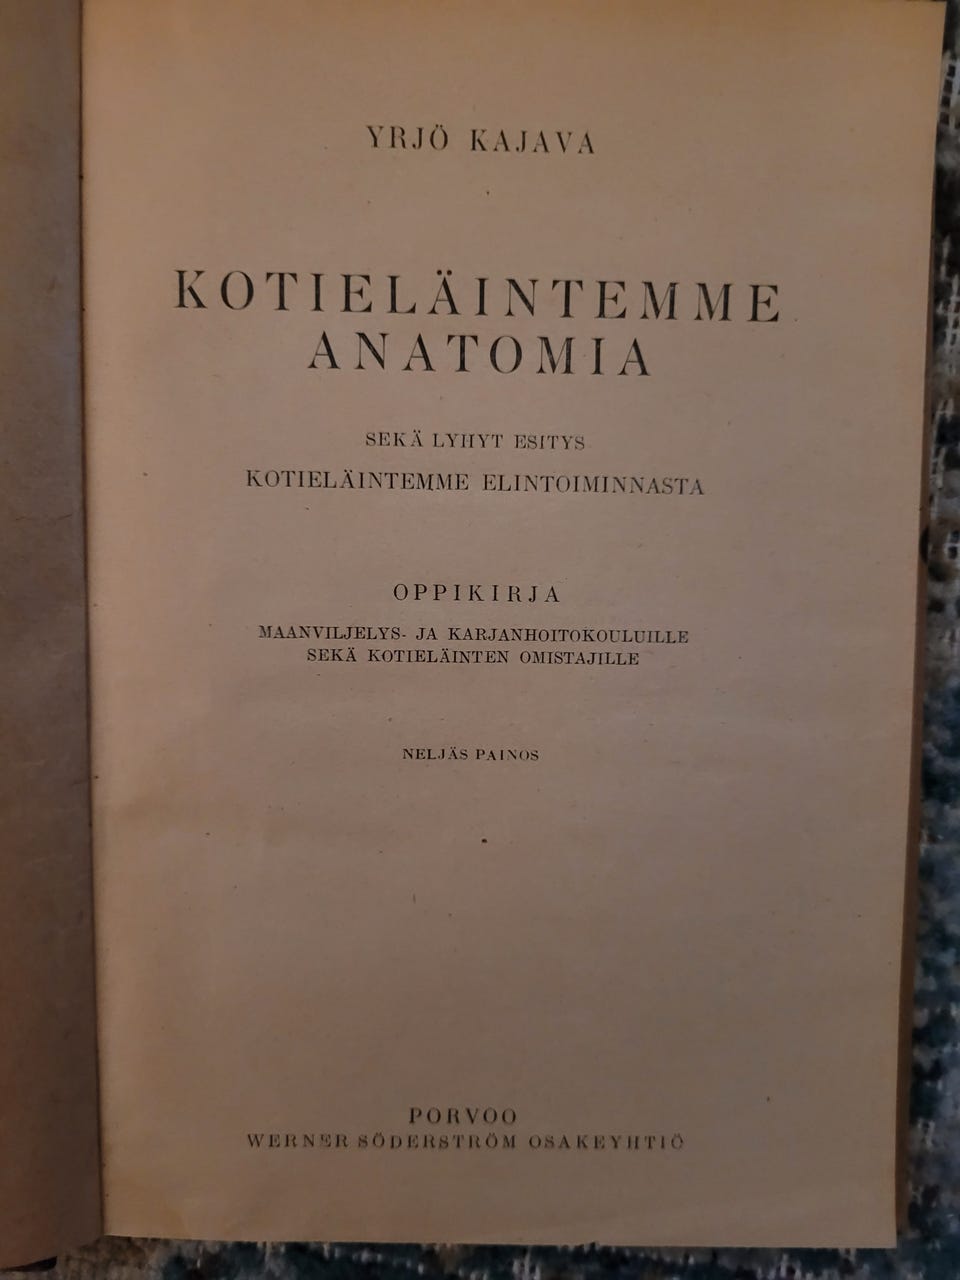 YRJÖ KAJAVA
KOTIELÄINTEMME
ANATOMIA
SEKÄ LYHYT ESITYS
KOTIELÄINTEMME ELINTOIMINNASTA
OPPIKIRJA
MAANVILJELYS- JA KARJANHOITOKOULUILLE
SEKÄ KOTIELÄINTEN OMISTAJILLE
NELJÄS PAINOS
PORVOO
WERNER SÖDERSTRÖM OSAKEYHTIÖ